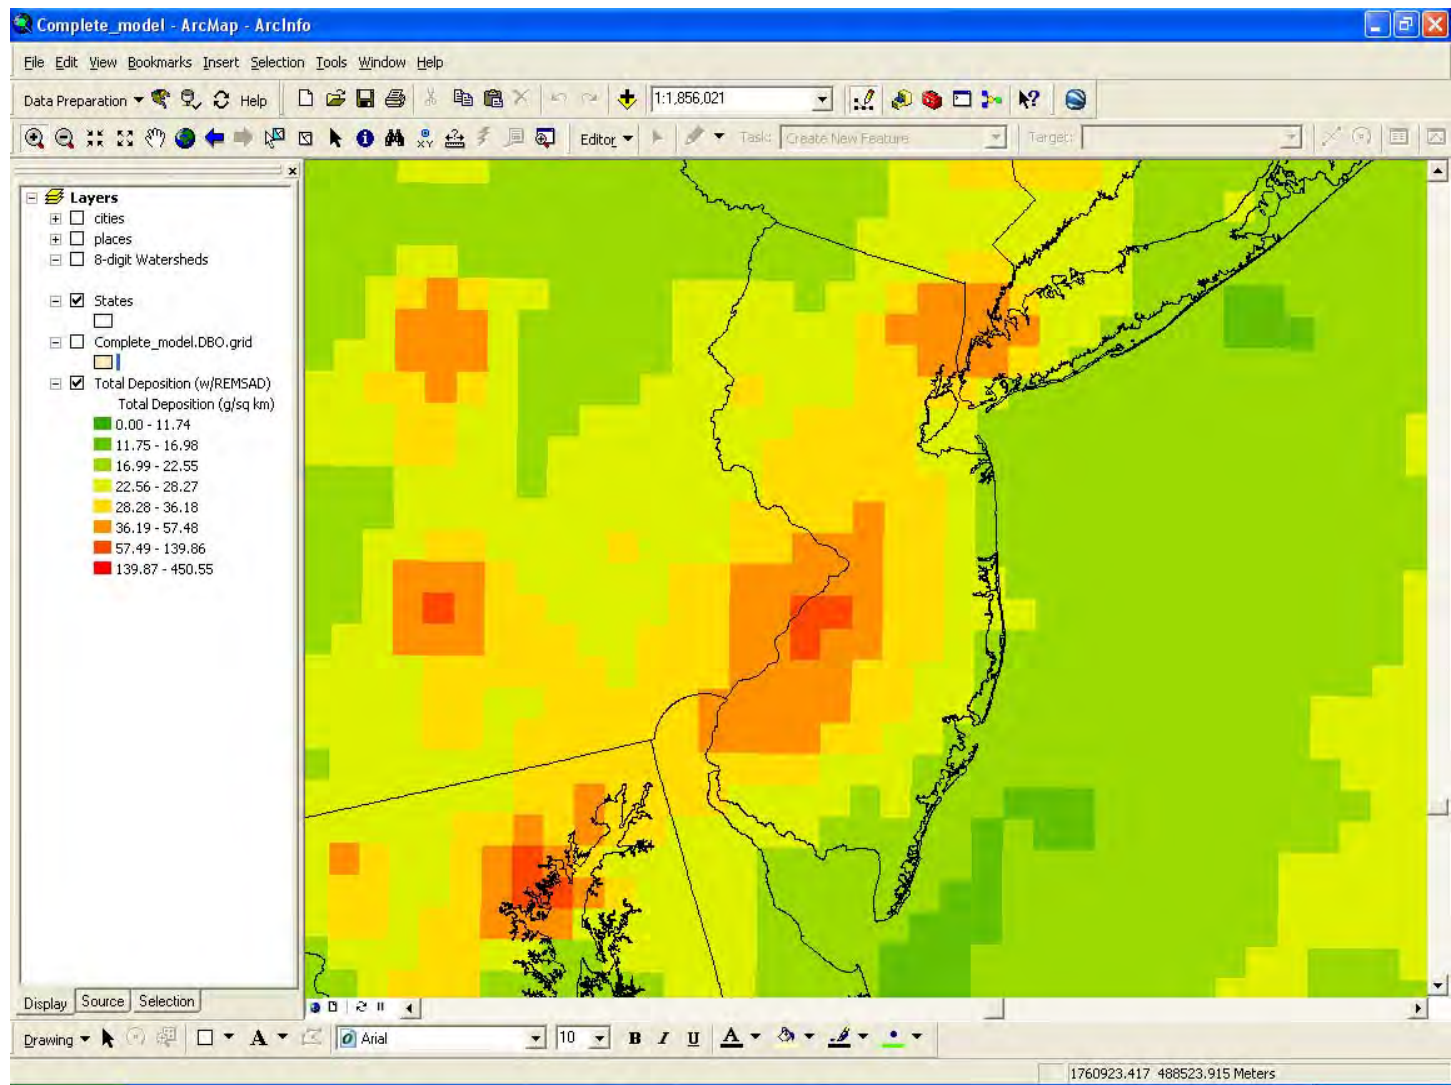 Complete_model - ArcMap - ArcInfo
File Edit View Bookmarks Insert Selection Tools Window Help
Data Preparation Help 1:1,856,021
XY Editor Task: Create New Feature Target:
Layers
cities
places
8-digit Watersheds
States
Complete_model.DBO.grid
Total Deposition (w/REMSAD)
Total Deposition (g/sq km)
0.00 - 11.74
11.75 - 16.98
16.99 - 22.55
22.56 - 28.27
28.28 - 36.18
36.19 - 57.48
57.49 - 139.86
139.87 - 450.55
Display Source Selection
Drawing A Arial 10 B I U A
1760923.417 488523.915 Meters